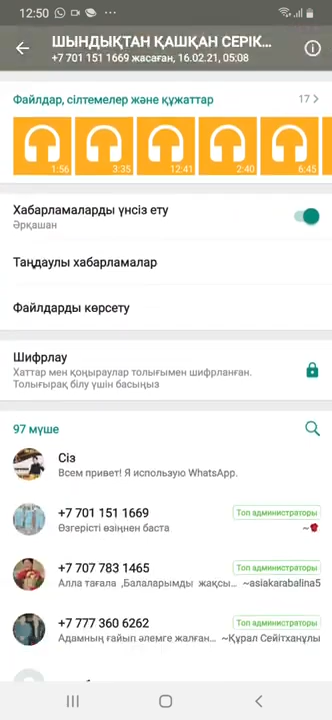 12:50
ШЫНДЫҚТАН ҚАШҚАН СЕРІК...
+7 701 151 1669 жасаған, 16.02.21, 05:08
Файлдар, сілтемелер және құжаттар 17
1:56 3:35 12:41 2:40 6:45
Хабарламаларды үнсіз ету
Әрқашан
Таңдаулы хабарламалар
Файлдарды көрсету
Шифрлау
Хаттар мен қоңыраулар толығымен шифрланған.
Толығырақ білу үшін басыңыз
97 мүше
Сіз
Всем привет! Я использую WhatsApp.
+7 701 151 1669 Топ администраторы
Өзгерісті өзіңнен баста ~🌹
+7 707 783 1465 Топ администраторы
Алла тағала ,Балаларымды жақсы... ~asiakarabalina5
+7 777 360 6262 Топ администраторы
Адамның ғайып әлемге жалған... ~Құрал Сейітханұлы